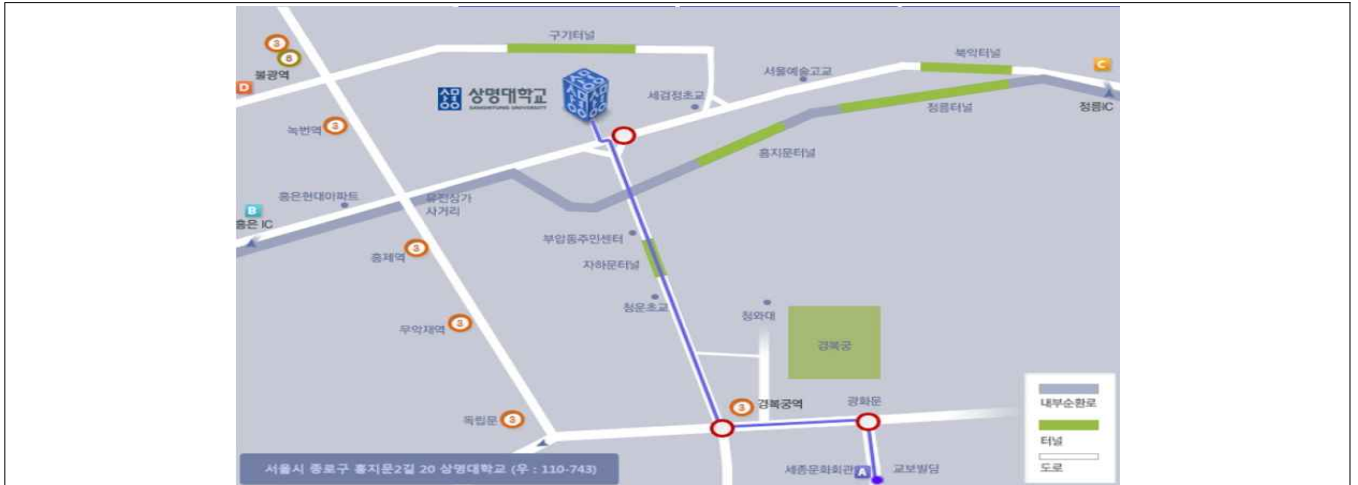 구기터널
북악터널
3
6
불광역
C
서울예술고교
D
상명대학교
SANGMYUNG UNIVERSITY
세검정초교
정릉IC
정릉터널
녹번역 3
홍지문터널
홍은현대아파트
유진상가
사거리
B
홍은 IC
부암동주민센터
홍제역 3
자하문터널
청운초교
청와대
무악재역 3
경복궁
3 경복궁역
광화문
내부순환로
독립문 3
터널
서울시 종로구 홍지문2길 20 상명대학교 (우 : 110-743)
세종문화회관 A 교보빌딩
도로